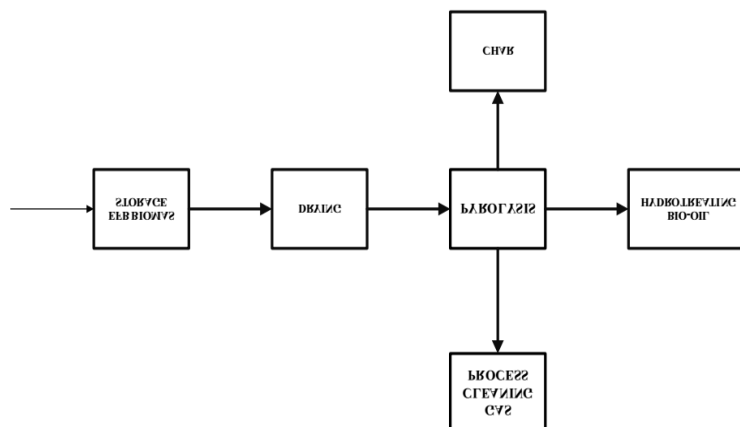 GAS
CLEANING
PROCESS
EFB BIOMAS
STORAGE
DRYING
PYROLYSIS
BIO-OIL
HYDROTREATING
CHAR